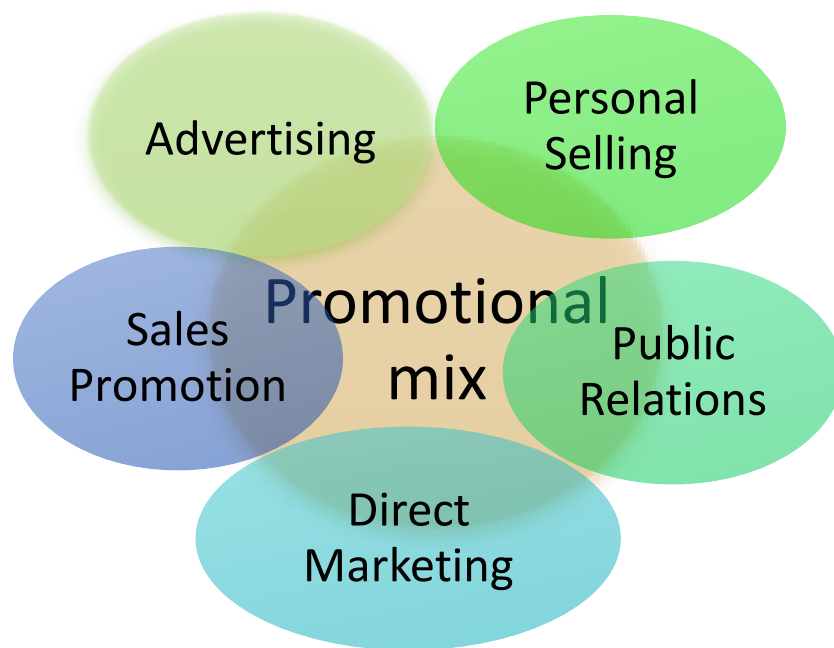 Advertising
Personal
Selling
Promotional
mix
Sales
Promotion
Public
Relations
Direct
Marketing